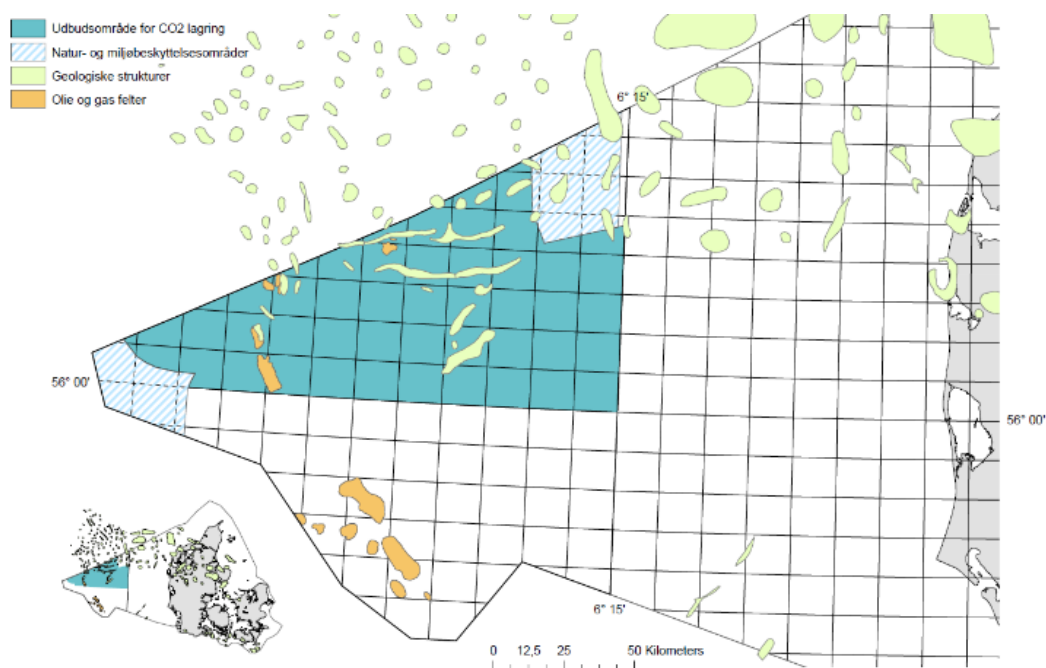 Udbudsområde for CO2 lagring
Natur- og miljøbeskyttelsesområder
Geologiske strukturer
Olie og gas felter
6° 15'
56° 00'
56° 00'
6° 15'
0 12,5 25 50 Kilometers